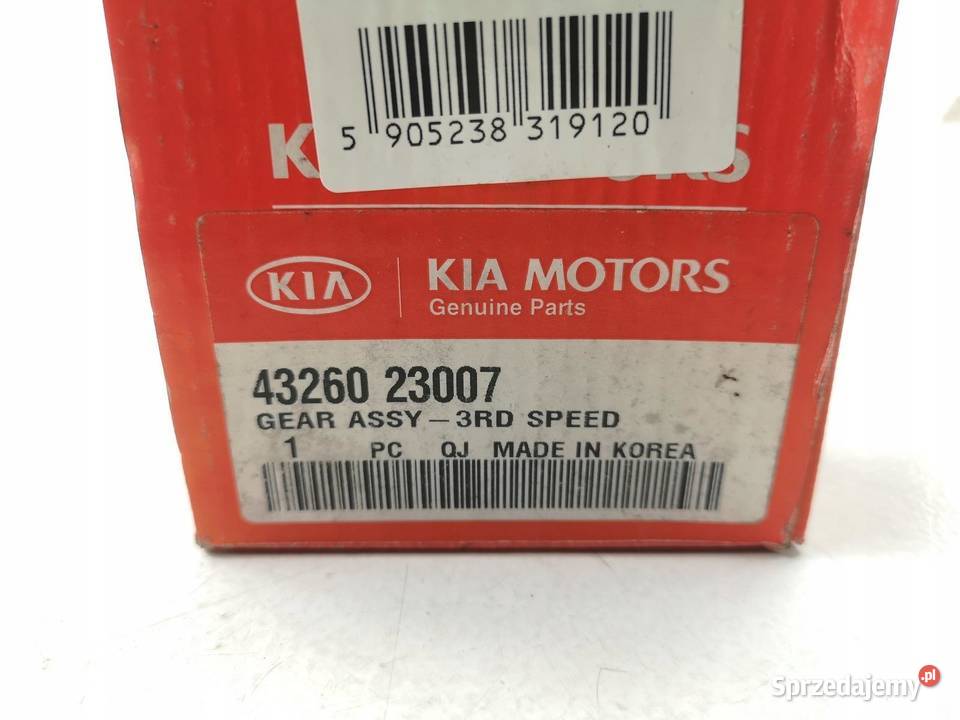 5 905238 319120
KIA | KIA MOTORS
Genuine Parts
43260 23007
GEAR ASSY-3RD SPEED
1 PC QJ MADE IN KOREA
Sprzedajemy.pl